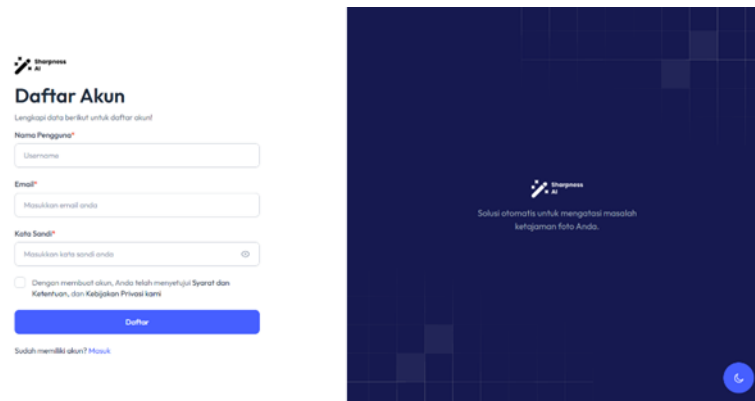 Sharpness
AI
Daftar Akun
Lengkapi data berikut untuk daftar akun!
Nama Pengguna*
Username
Email*
Masukkan email anda
Kata Sandi*
Masukkan kata sandi anda
Dengan membuat akun, Anda telah menyetujui Syarat dan
Ketentuan, dan Kebijakan Privasi kami
Daftar
Sudah memiliki akun? Masuk
Sharpness
AI
Solusi otomatis untuk mengatasi masalah
ketajaman foto Anda.